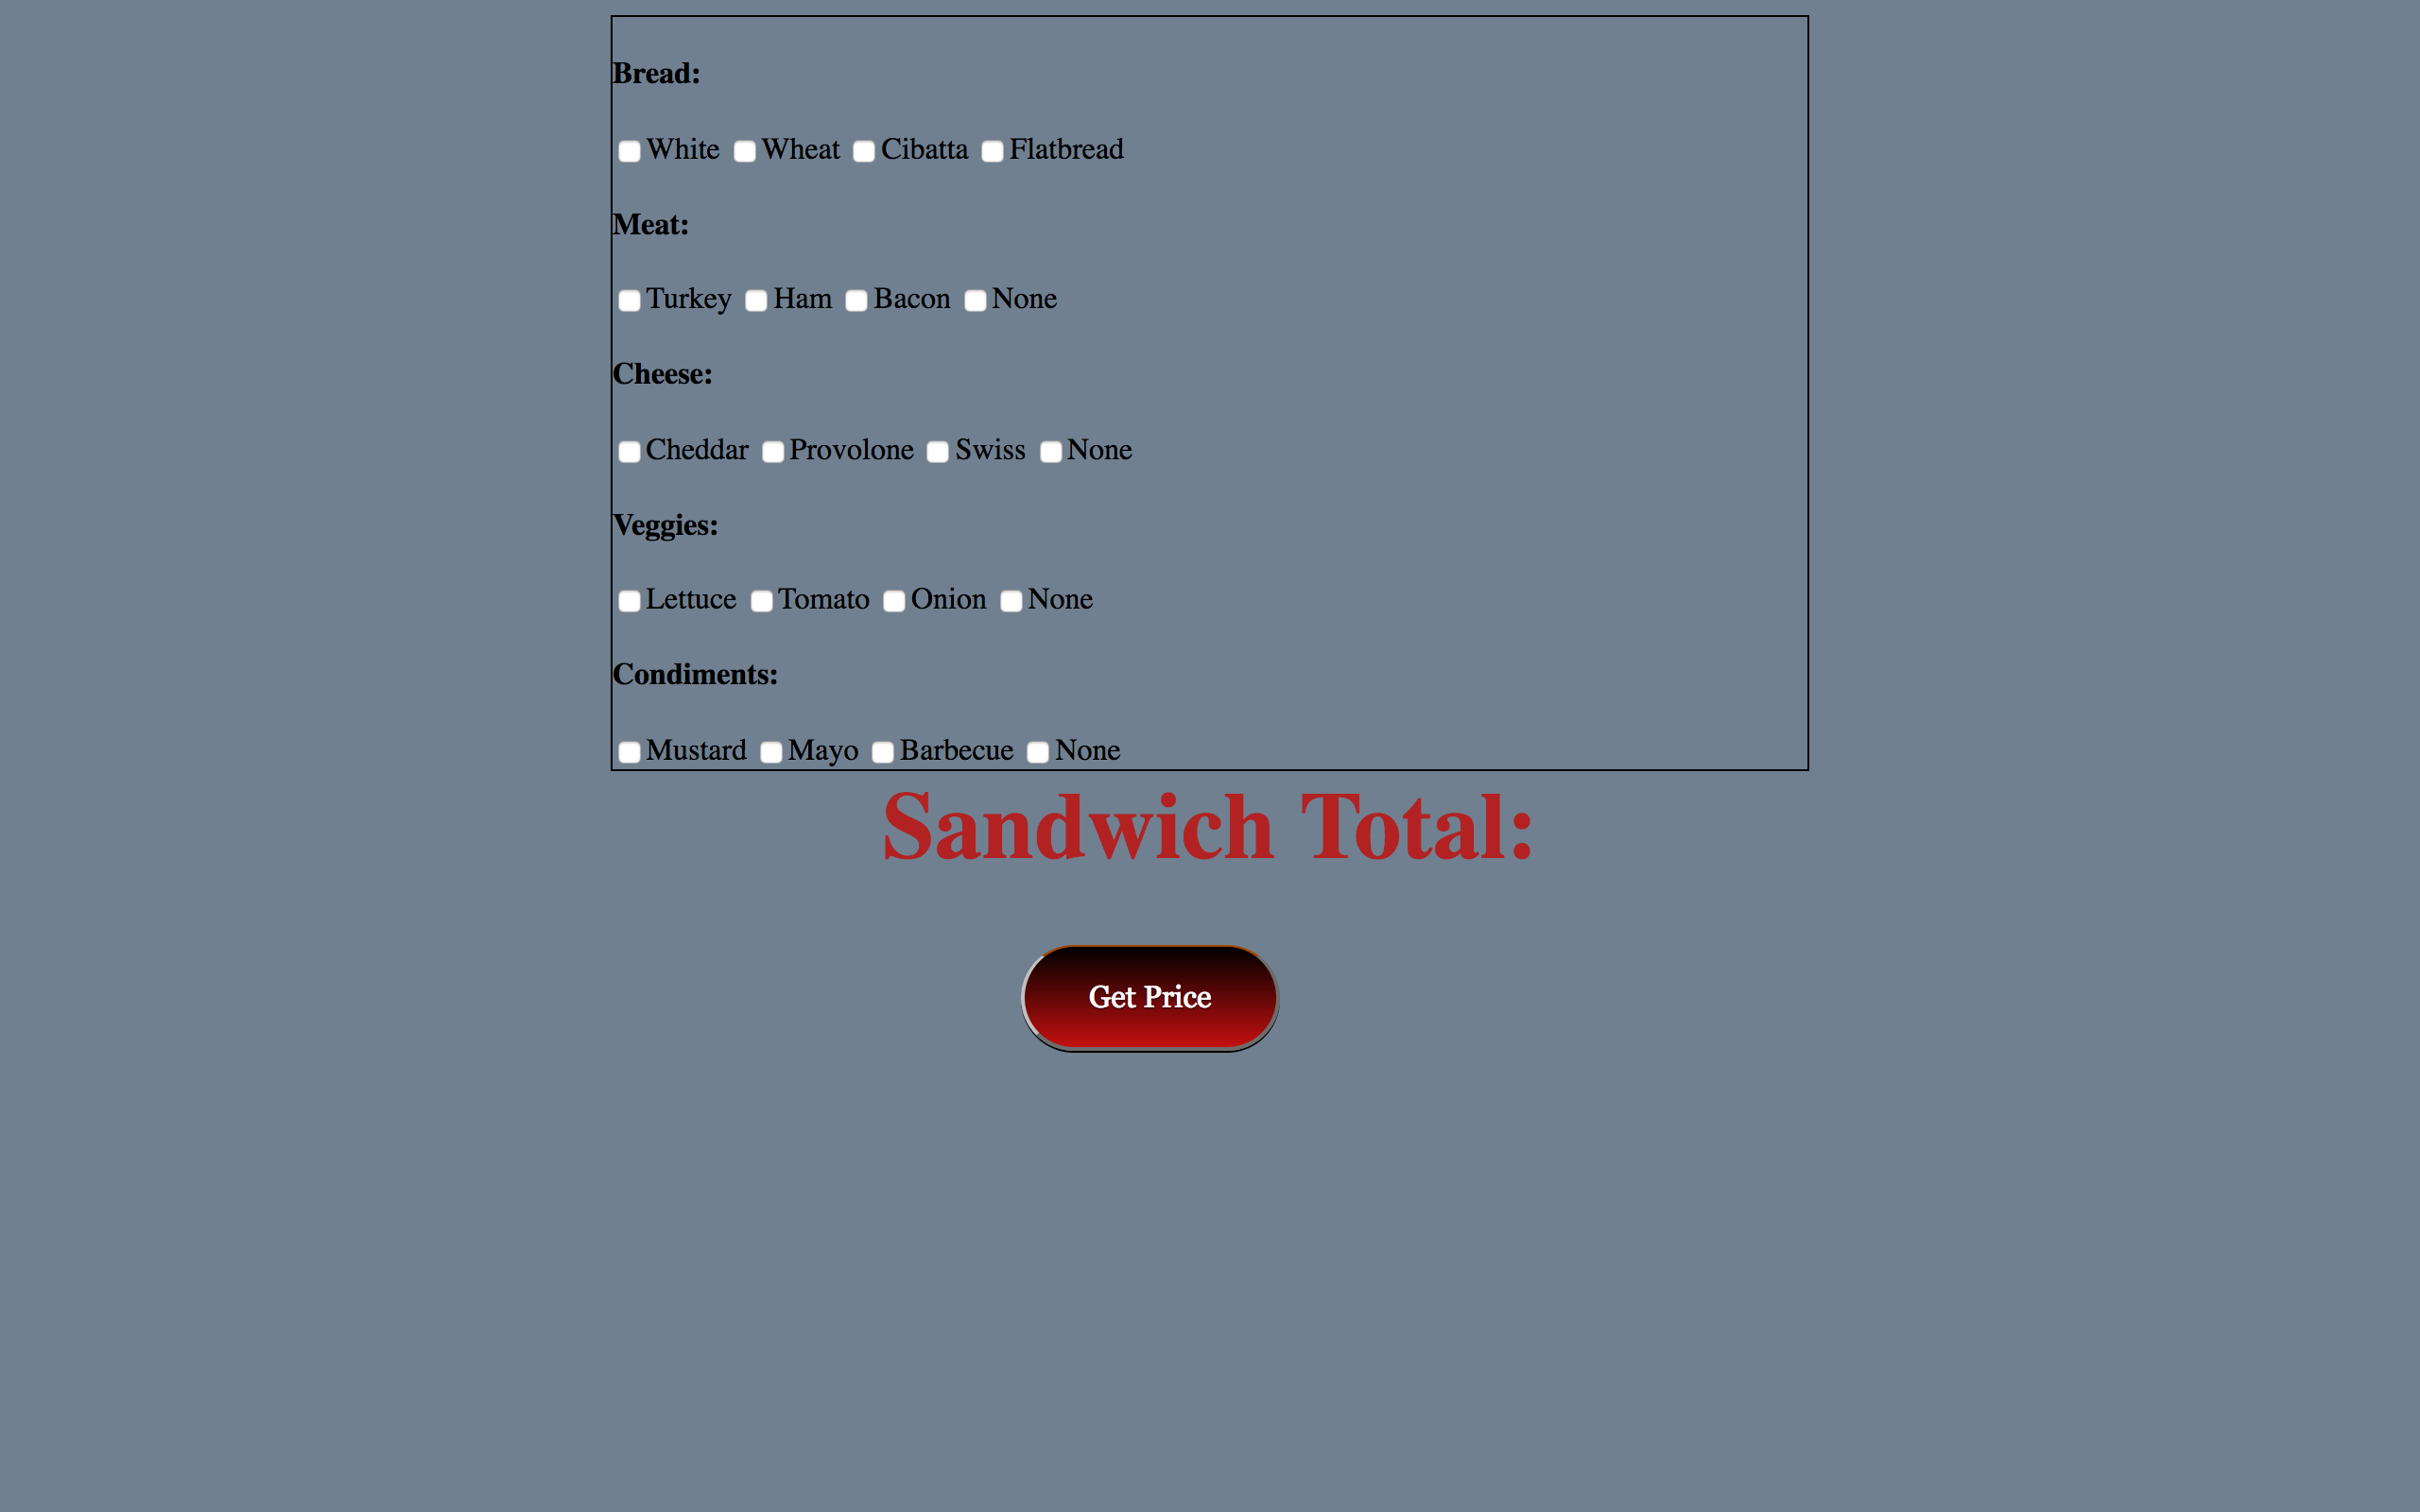 Bread:
White Wheat Cibatta Flatbread
Meat:
Turkey Ham Bacon None
Cheese:
Cheddar Provolone Swiss None
Veggies:
Lettuce Tomato Onion None
Condiments:
Mustard Mayo Barbecue None
Sandwich Total:
Get Price